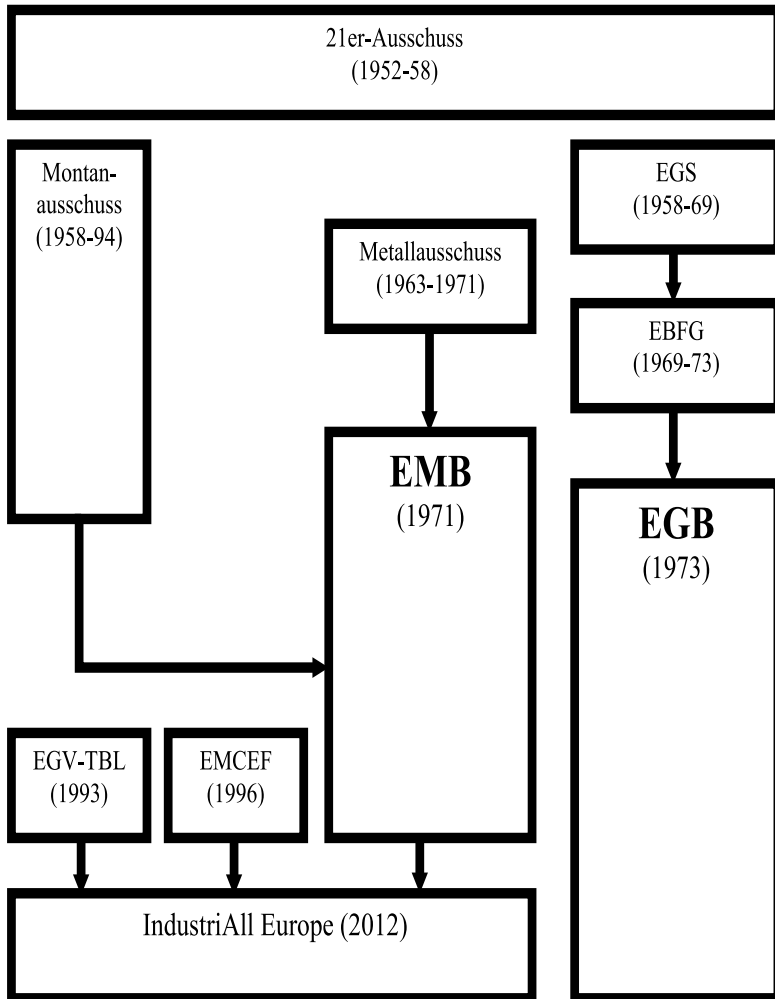 21er-Ausschuss
(1952-58)
Montan-
ausschuss
(1958-94)
EGS
(1958-69)
Metallausschuss
(1963-1971)
EBFG
(1969-73)
EMB
(1971)
EGB
(1973)
EGV-TBL
(1993)
EMCEF
(1996)
IndustriAll Europe (2012)